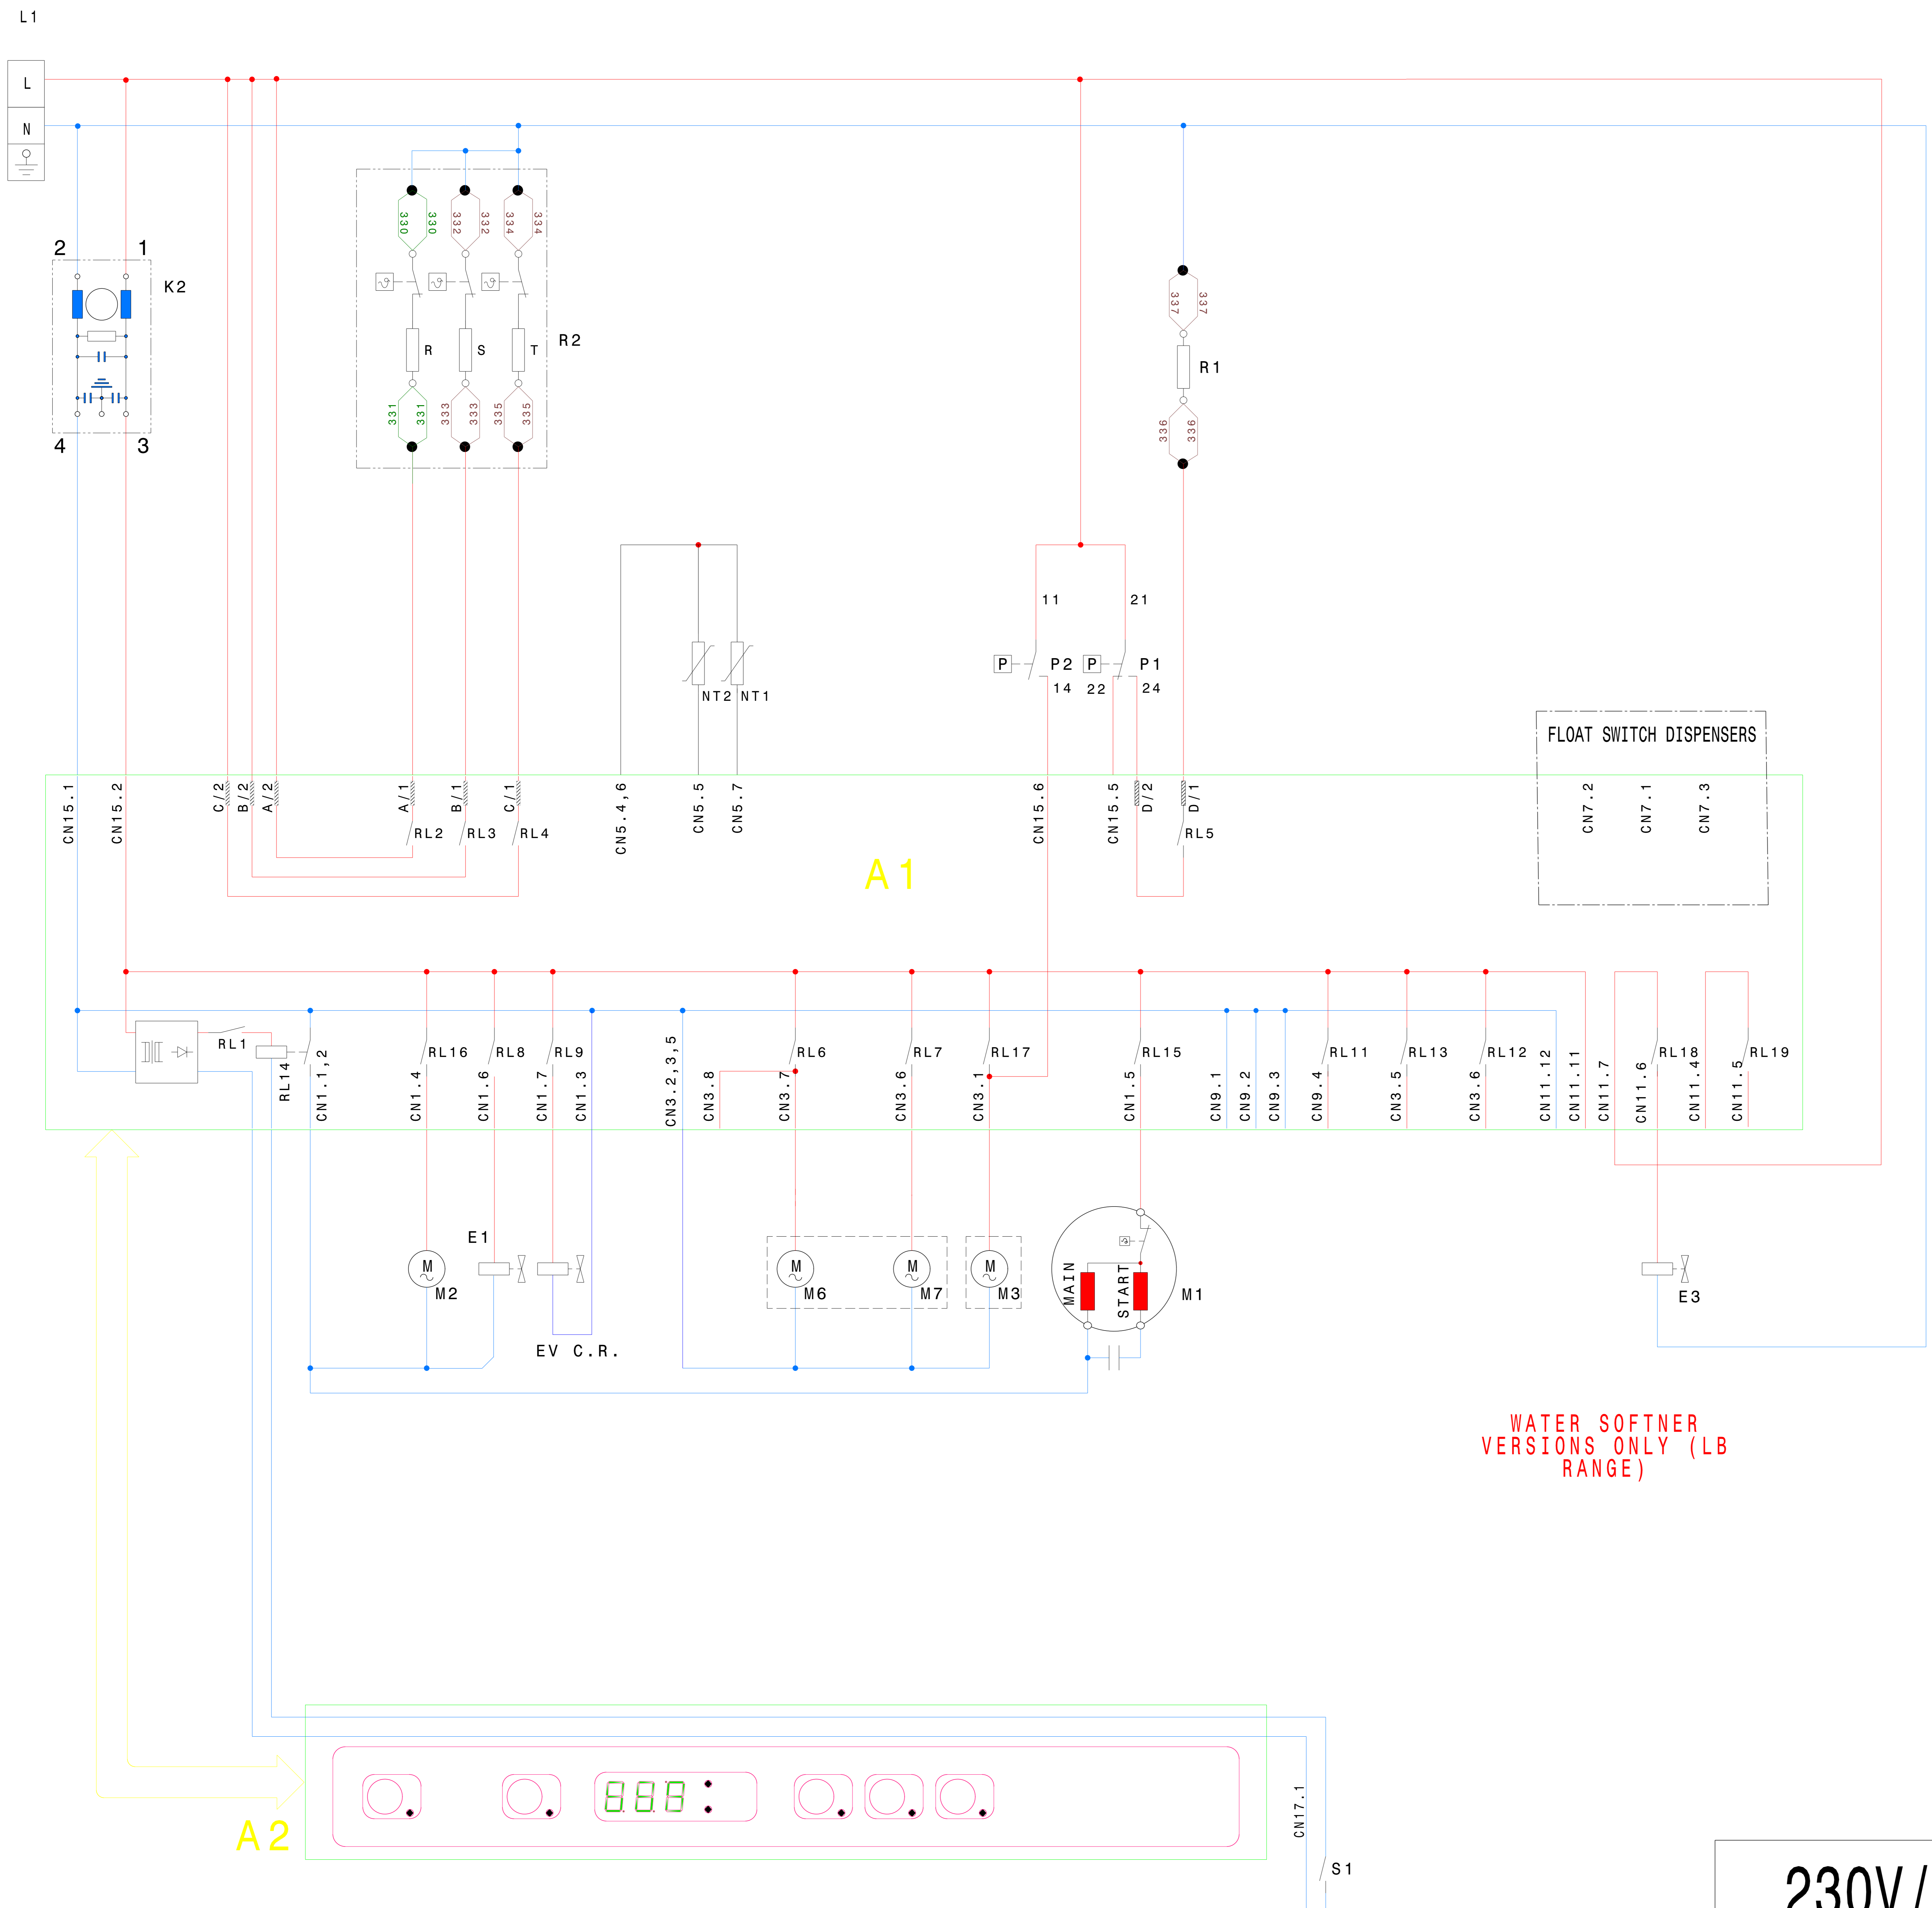 L1
L
N
2 1
K2
4 3
330 330 332 332 334 334
R S T R2
331 331 333 333 335 335
337 337
R1
336 336
11 21
P P2 P P1
14 22 24
NT2 NT1
FLOAT SWITCH DISPENSERS
CN7.2 CN7.1 CN7.3
CN15.1 CN15.2 C/2 B/2 A/2 A/1 B/1 C/1 CN5.4,6 CN5.5 CN5.7 CN15.6 CN15.5 D/2 D/1
RL2 RL3 RL4 RL5
A1
RL1 RL14 CN1.1,2
RL16 RL8 RL9 RL6 RL7 RL17 RL15 RL11 RL13 RL12 RL18 RL19
CN1.4 CN1.6 CN1.7 CN1.3 CN3.2,3,5 CN3.8 CN3.7 CN3.6 CN3.1 CN1.5 CN9.1 CN9.2 CN9.3 CN9.4 CN3.5 CN3.6 CN11.12 CN11.11 CN11.7 CN11.6 CN11.4 CN11.5
E1
M M M M
M2 M6 M7 M3
MAIN START M1
E3
EV C.R.
WATER SOFTNER
VERSIONS ONLY (LB
RANGE)
A2
CN17.1
S1
230V/